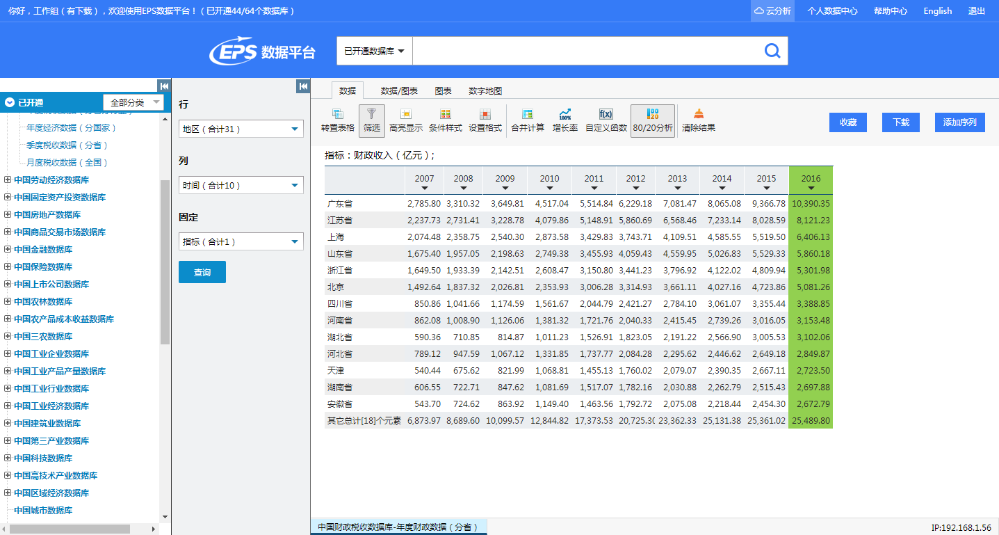 你好，工作组（有下载），欢迎使用EPS数据平台！（已开通44/64个数据库）
云分析 个人数据中心 帮助中心 English 退出
EPS 数据平台
已开通数据库
已开通 全部分类
年度经济数据（分国家）
季度税收数据（分省）
月度税收数据（全国）
中国劳动经济数据库
中国固定资产投资数据库
中国房地产数据库
中国商品交易市场数据库
中国金融数据库
中国保险数据库
中国上市公司数据库
中国农林数据库
中国农产品成本收益数据库
中国三农数据库
中国工业企业数据库
中国工业产品产量数据库
中国工业行业数据库
中国工业经济数据库
中国建筑业数据库
中国第三产业数据库
中国科技数据库
中国高技术产业数据库
中国区域经济数据库
中国城市数据库
行
地区（合计31）
列
时间（合计10）
固定
指标（合计1）
查询
数据 数据/图表 图表 数字地图
转置表格 筛选 高亮显示 条件样式 设置格式 合并计算 100% 增长率 f(x) 自定义函数 80 20 80/20分析 清除结果
收藏 下载 添加序列
指标：财政收入（亿元）;
2007 2008 2009 2010 2011 2012 2013 2014 2015 2016
广东省 2,785.80 3,310.32 3,649.81 4,517.04 5,514.84 6,229.18 7,081.47 8,065.08 9,366.78 10,390.35
江苏省 2,237.73 2,731.41 3,228.78 4,079.86 5,148.91 5,860.69 6,568.46 7,233.14 8,028.59 8,121.23
上海 2,074.48 2,358.75 2,540.30 2,873.58 3,429.83 3,743.71 4,109.51 4,585.55 5,519.50 6,406.13
山东省 1,675.40 1,957.05 2,198.63 2,749.38 3,455.93 4,059.43 4,559.95 5,026.83 5,529.33 5,860.18
浙江省 1,649.50 1,933.39 2,142.51 2,608.47 3,150.80 3,441.23 3,796.92 4,122.02 4,809.94 5,301.98
北京 1,492.64 1,837.32 2,026.81 2,353.93 3,006.28 3,314.93 3,661.11 4,027.16 4,723.86 5,081.26
四川省 850.86 1,041.66 1,174.59 1,561.67 2,044.79 2,421.27 2,784.10 3,061.07 3,355.44 3,388.85
河南省 862.08 1,008.90 1,126.06 1,381.32 1,721.76 2,040.33 2,415.45 2,739.26 3,016.05 3,153.48
湖北省 590.36 710.85 814.87 1,011.23 1,526.91 1,823.05 2,191.22 2,566.90 3,005.53 3,102.06
河北省 789.12 947.59 1,067.12 1,331.85 1,737.77 2,084.28 2,295.62 2,446.62 2,649.18 2,849.87
天津 540.44 675.62 821.99 1,068.81 1,455.13 1,760.02 2,079.07 2,390.35 2,667.11 2,723.50
湖南省 606.55 722.71 847.62 1,081.69 1,517.07 1,782.16 2,030.88 2,262.79 2,515.43 2,697.88
安徽省 543.70 724.62 863.92 1,149.40 1,463.56 1,792.72 2,075.08 2,218.44 2,454.30 2,672.79
其它总计[18]个元素 6,873.97 8,689.60 10,099.57 12,844.82 17,373.53 20,725.30 23,362.33 25,131.38 25,361.02 25,489.80
中国财政税收数据库-年度财政数据（分省）
IP:192.168.1.56